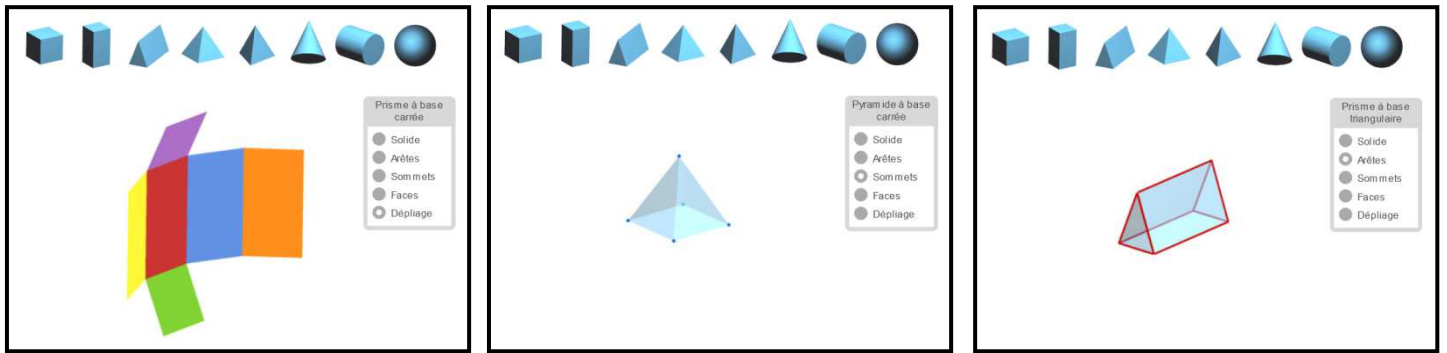 Prisme à base
carrée
Solide
Arêtes
Sommets
Faces
Dépliage
Pyramide à base
carrée
Solide
Arêtes
Sommets
Faces
Dépliage
Prisme à base
triangulaire
Solide
Arêtes
Sommets
Faces
Dépliage